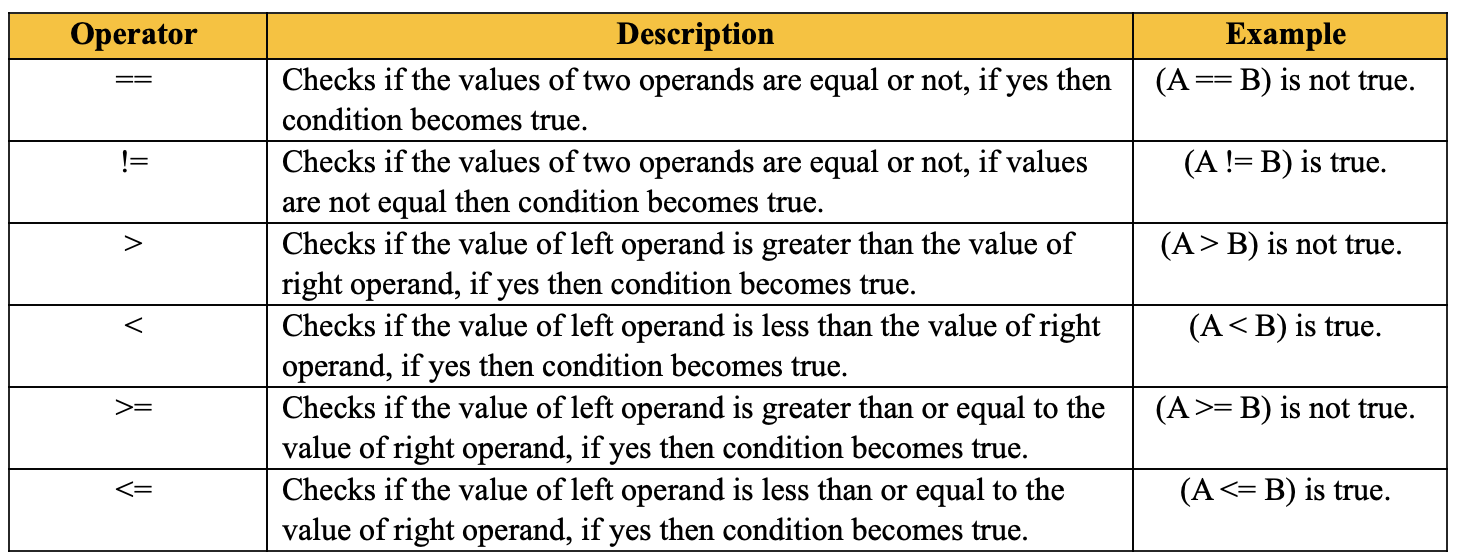 Operator Description Example
== Checks if the values of two operands are equal or not, if yes then (A == B) is not true.
condition becomes true.
!= Checks if the values of two operands are equal or not, if values (A != B) is true.
are not equal then condition becomes true.
> Checks if the value of left operand is greater than the value of (A > B) is not true.
right operand, if yes then condition becomes true.
< Checks if the value of left operand is less than the value of right (A < B) is true.
operand, if yes then condition becomes true.
>= Checks if the value of left operand is greater than or equal to the (A >= B) is not true.
value of right operand, if yes then condition becomes true.
<= Checks if the value of left operand is less than or equal to the (A <= B) is true.
value of right operand, if yes then condition becomes true.